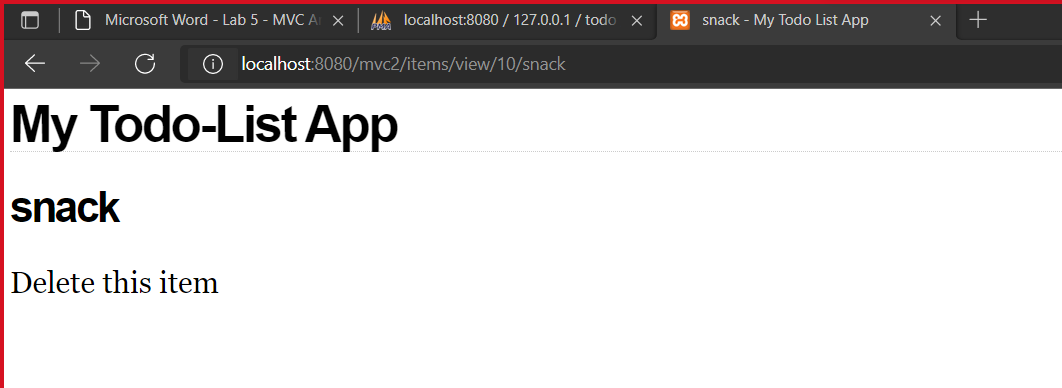 Microsoft Word - Lab 5 - MVC A
localhost:8080 / 127.0.0.1 / todo
snack - My Todo List App
localhost:8080/mvc2/items/view/10/snack
My Todo-List App
snack
Delete this item